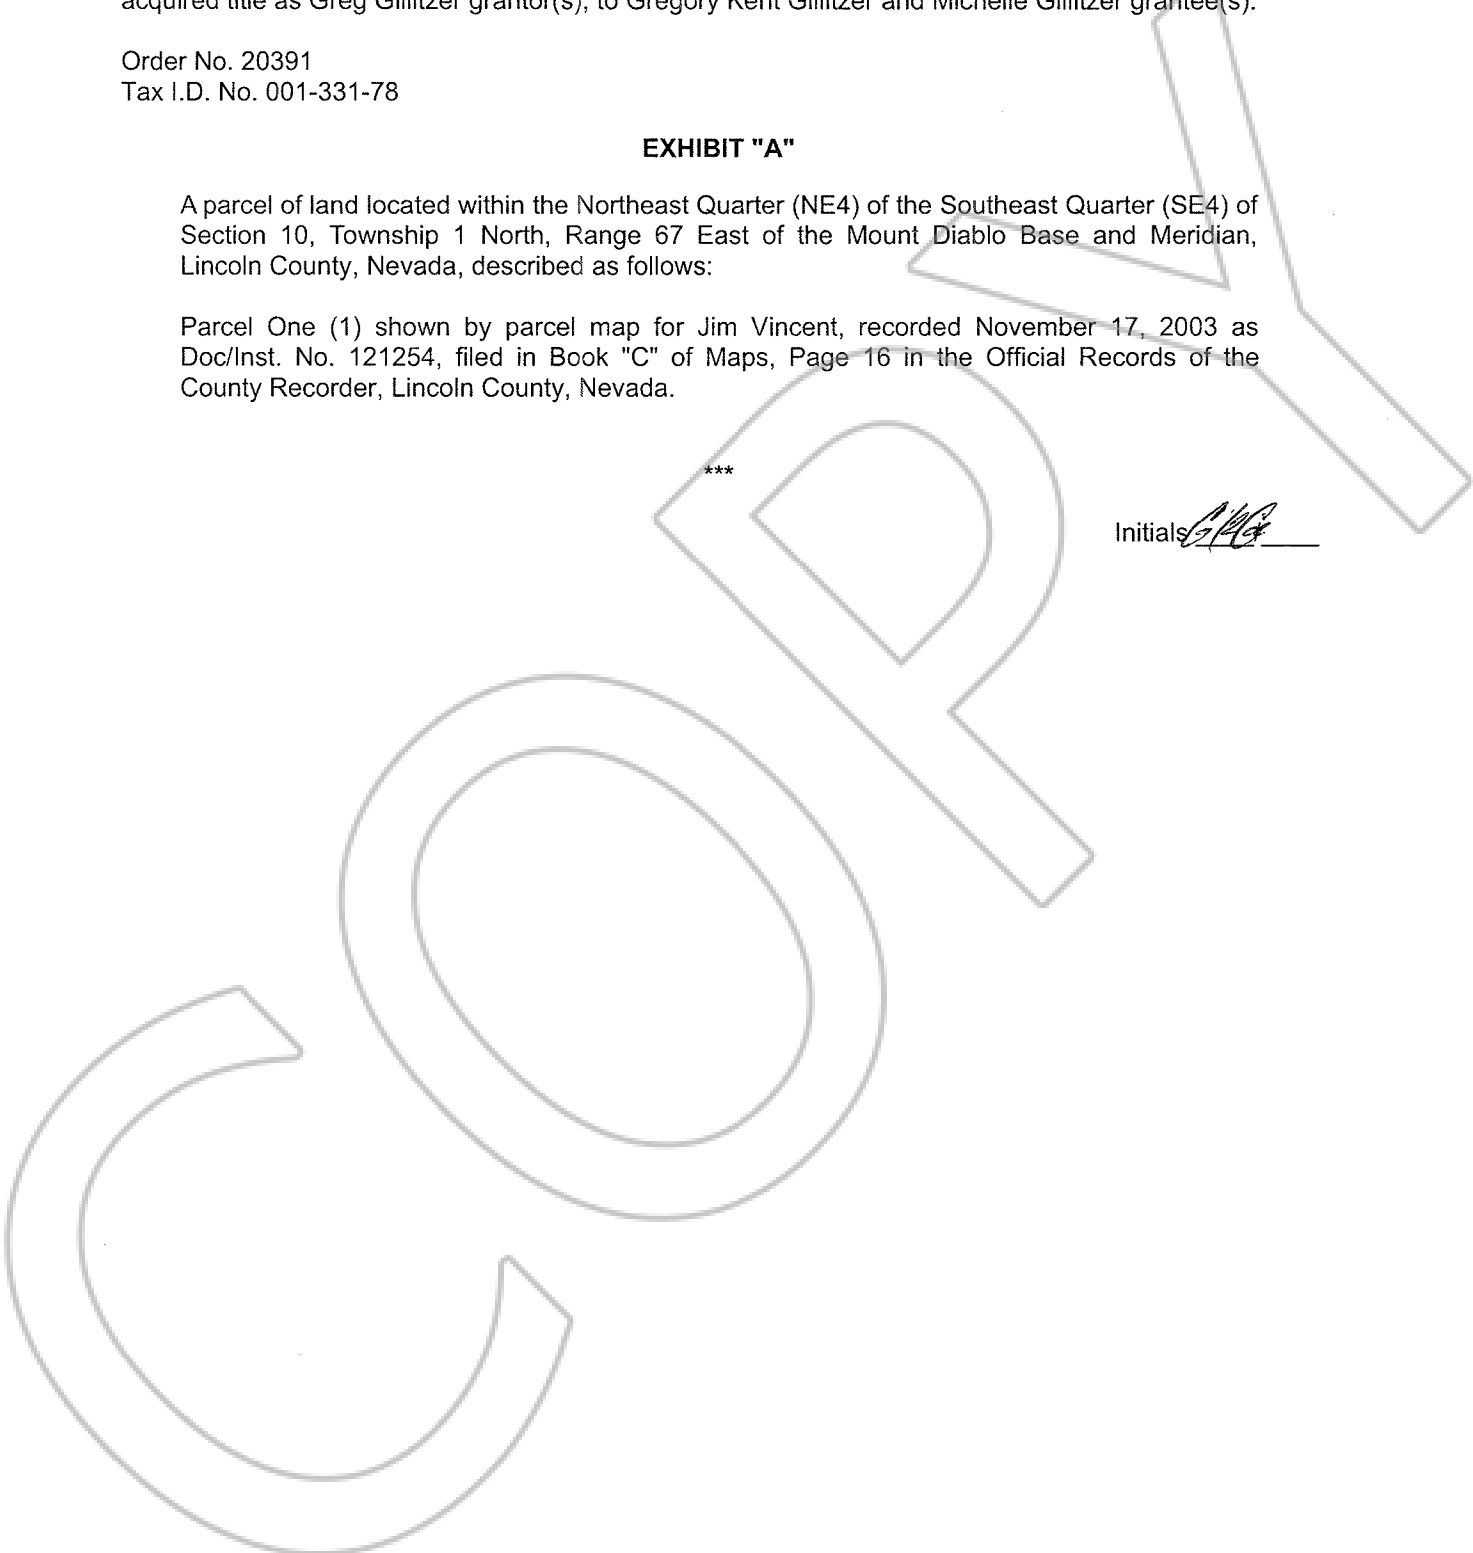 acquired title as Greg Gillitzer grantor(s), to Gregory Kent Gillitzer and Michelle Gillitzer grantee(s).
Order No. 20391
Tax I.D. No. 001-331-78
EXHIBIT "A"
A parcel of land located within the Northeast Quarter (NE4) of the Southeast Quarter (SE4) of
Section 10, Township 1 North, Range 67 East of the Mount Diablo Base and Meridian,
Lincoln County, Nevada, described as follows:
Parcel One (1) shown by parcel map for Jim Vincent, recorded November 17, 2003 as
Doc/Inst. No. 121254, filed in Book "C" of Maps, Page 16 in the Official Records of the
County Recorder, Lincoln County, Nevada.
***
Initials
COPY